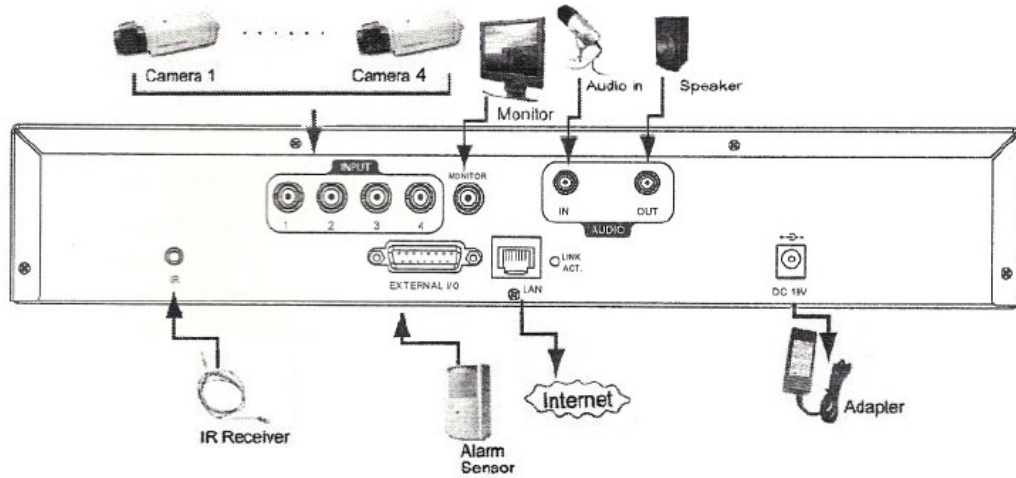 Camera 1
Camera 4
Monitor
Audio in
Speaker
INPUT
MONITOR
1 2 3 4
IN OUT
AUDIO
IR
EXTERNAL I/O
LAN
LINK
ACT.
DC 19V
IR Receiver
Alarm
Sensor
Internet
Adapter